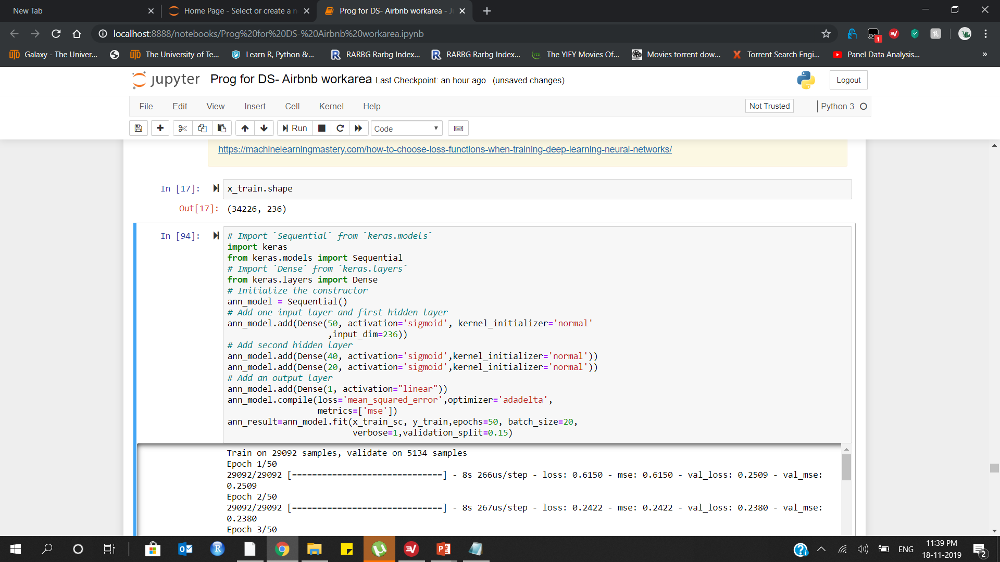 New Tab
Home Page - Select or create a n
Prog for DS- Airbnb workarea - J
localhost:8888/notebooks/Prog%20for%20DS-%20Airbnb%20workarea.ipynb
1
Galaxy - The Univer...
The University of Te...
Learn R, Python &...
RARBG Rarbg Index...
RARBG Rarbg Index...
The YIFY Movies Of...
Movies torrent dow...
Torrent Search Engi...
Panel Data Analysis...
»
jupyter Prog for DS- Airbnb workarea Last Checkpoint: an hour ago (unsaved changes)
Logout
File Edit View Insert Cell Kernel Help
Not Trusted
Python 3
Run
Code
https://machinelearningmastery.com/how-to-choose-loss-functions-when-training-deep-learning-neural-networks/
In [17]: x_train.shape
Out[17]: (34226, 236)
In [94]: # Import `Sequential` from `keras.models`
import keras
from keras.models import Sequential
# Import `Dense` from `keras.layers`
from keras.layers import Dense
# Initialize the constructor
ann_model = Sequential()
# Add one input layer and first hidden layer
ann_model.add(Dense(50, activation='sigmoid', kernel_initializer='normal'
,input_dim=236))
# Add second hidden layer
ann_model.add(Dense(40, activation='sigmoid',kernel_initializer='normal'))
ann_model.add(Dense(20, activation='sigmoid',kernel_initializer='normal'))
# Add an output layer
ann_model.add(Dense(1, activation="linear"))
ann_model.compile(loss='mean_squared_error',optimizer='adadelta',
metrics=['mse'])
ann_result=ann_model.fit(x_train_sc, y_train,epochs=50, batch_size=20,
verbose=1,validation_split=0.15)
Train on 29092 samples, validate on 5134 samples
Epoch 1/50
29092/29092 [==============================] - 8s 266us/step - loss: 0.6150 - mse: 0.6150 - val_loss: 0.2509 - val_mse:
0.2509
Epoch 2/50
29092/29092 [==============================] - 8s 267us/step - loss: 0.2422 - mse: 0.2422 - val_loss: 0.2380 - val_mse:
0.2380
Epoch 3/50
ENG
11:39 PM
18-11-2019
2